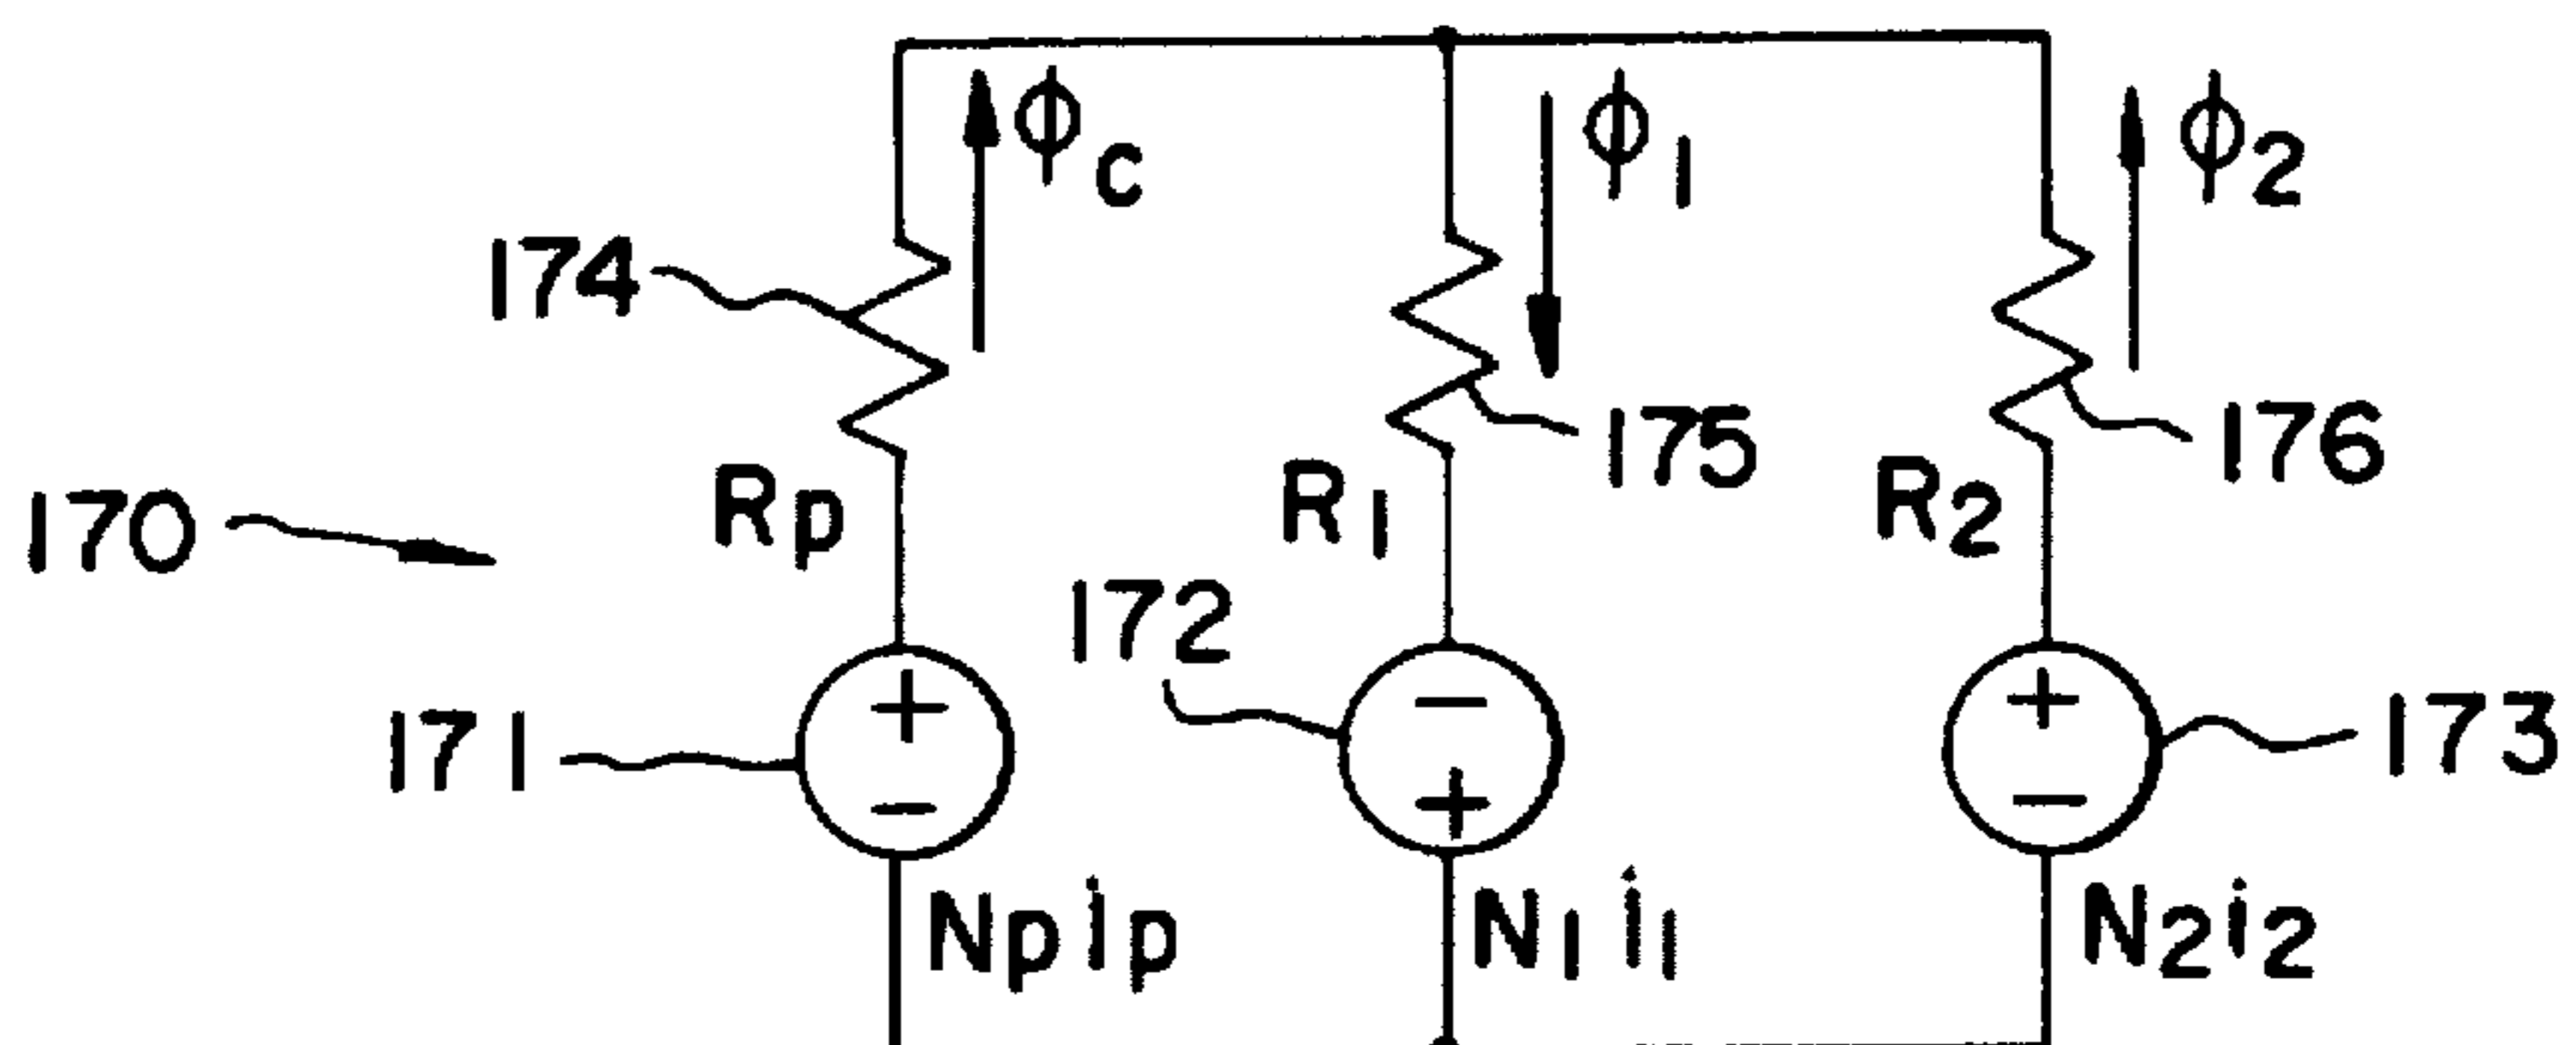 ϕc ϕ1 ϕ2
174
175 176
Rp R1 R2
170
172
171 173
+ − +
− + −
Npip N1i1 N2i2